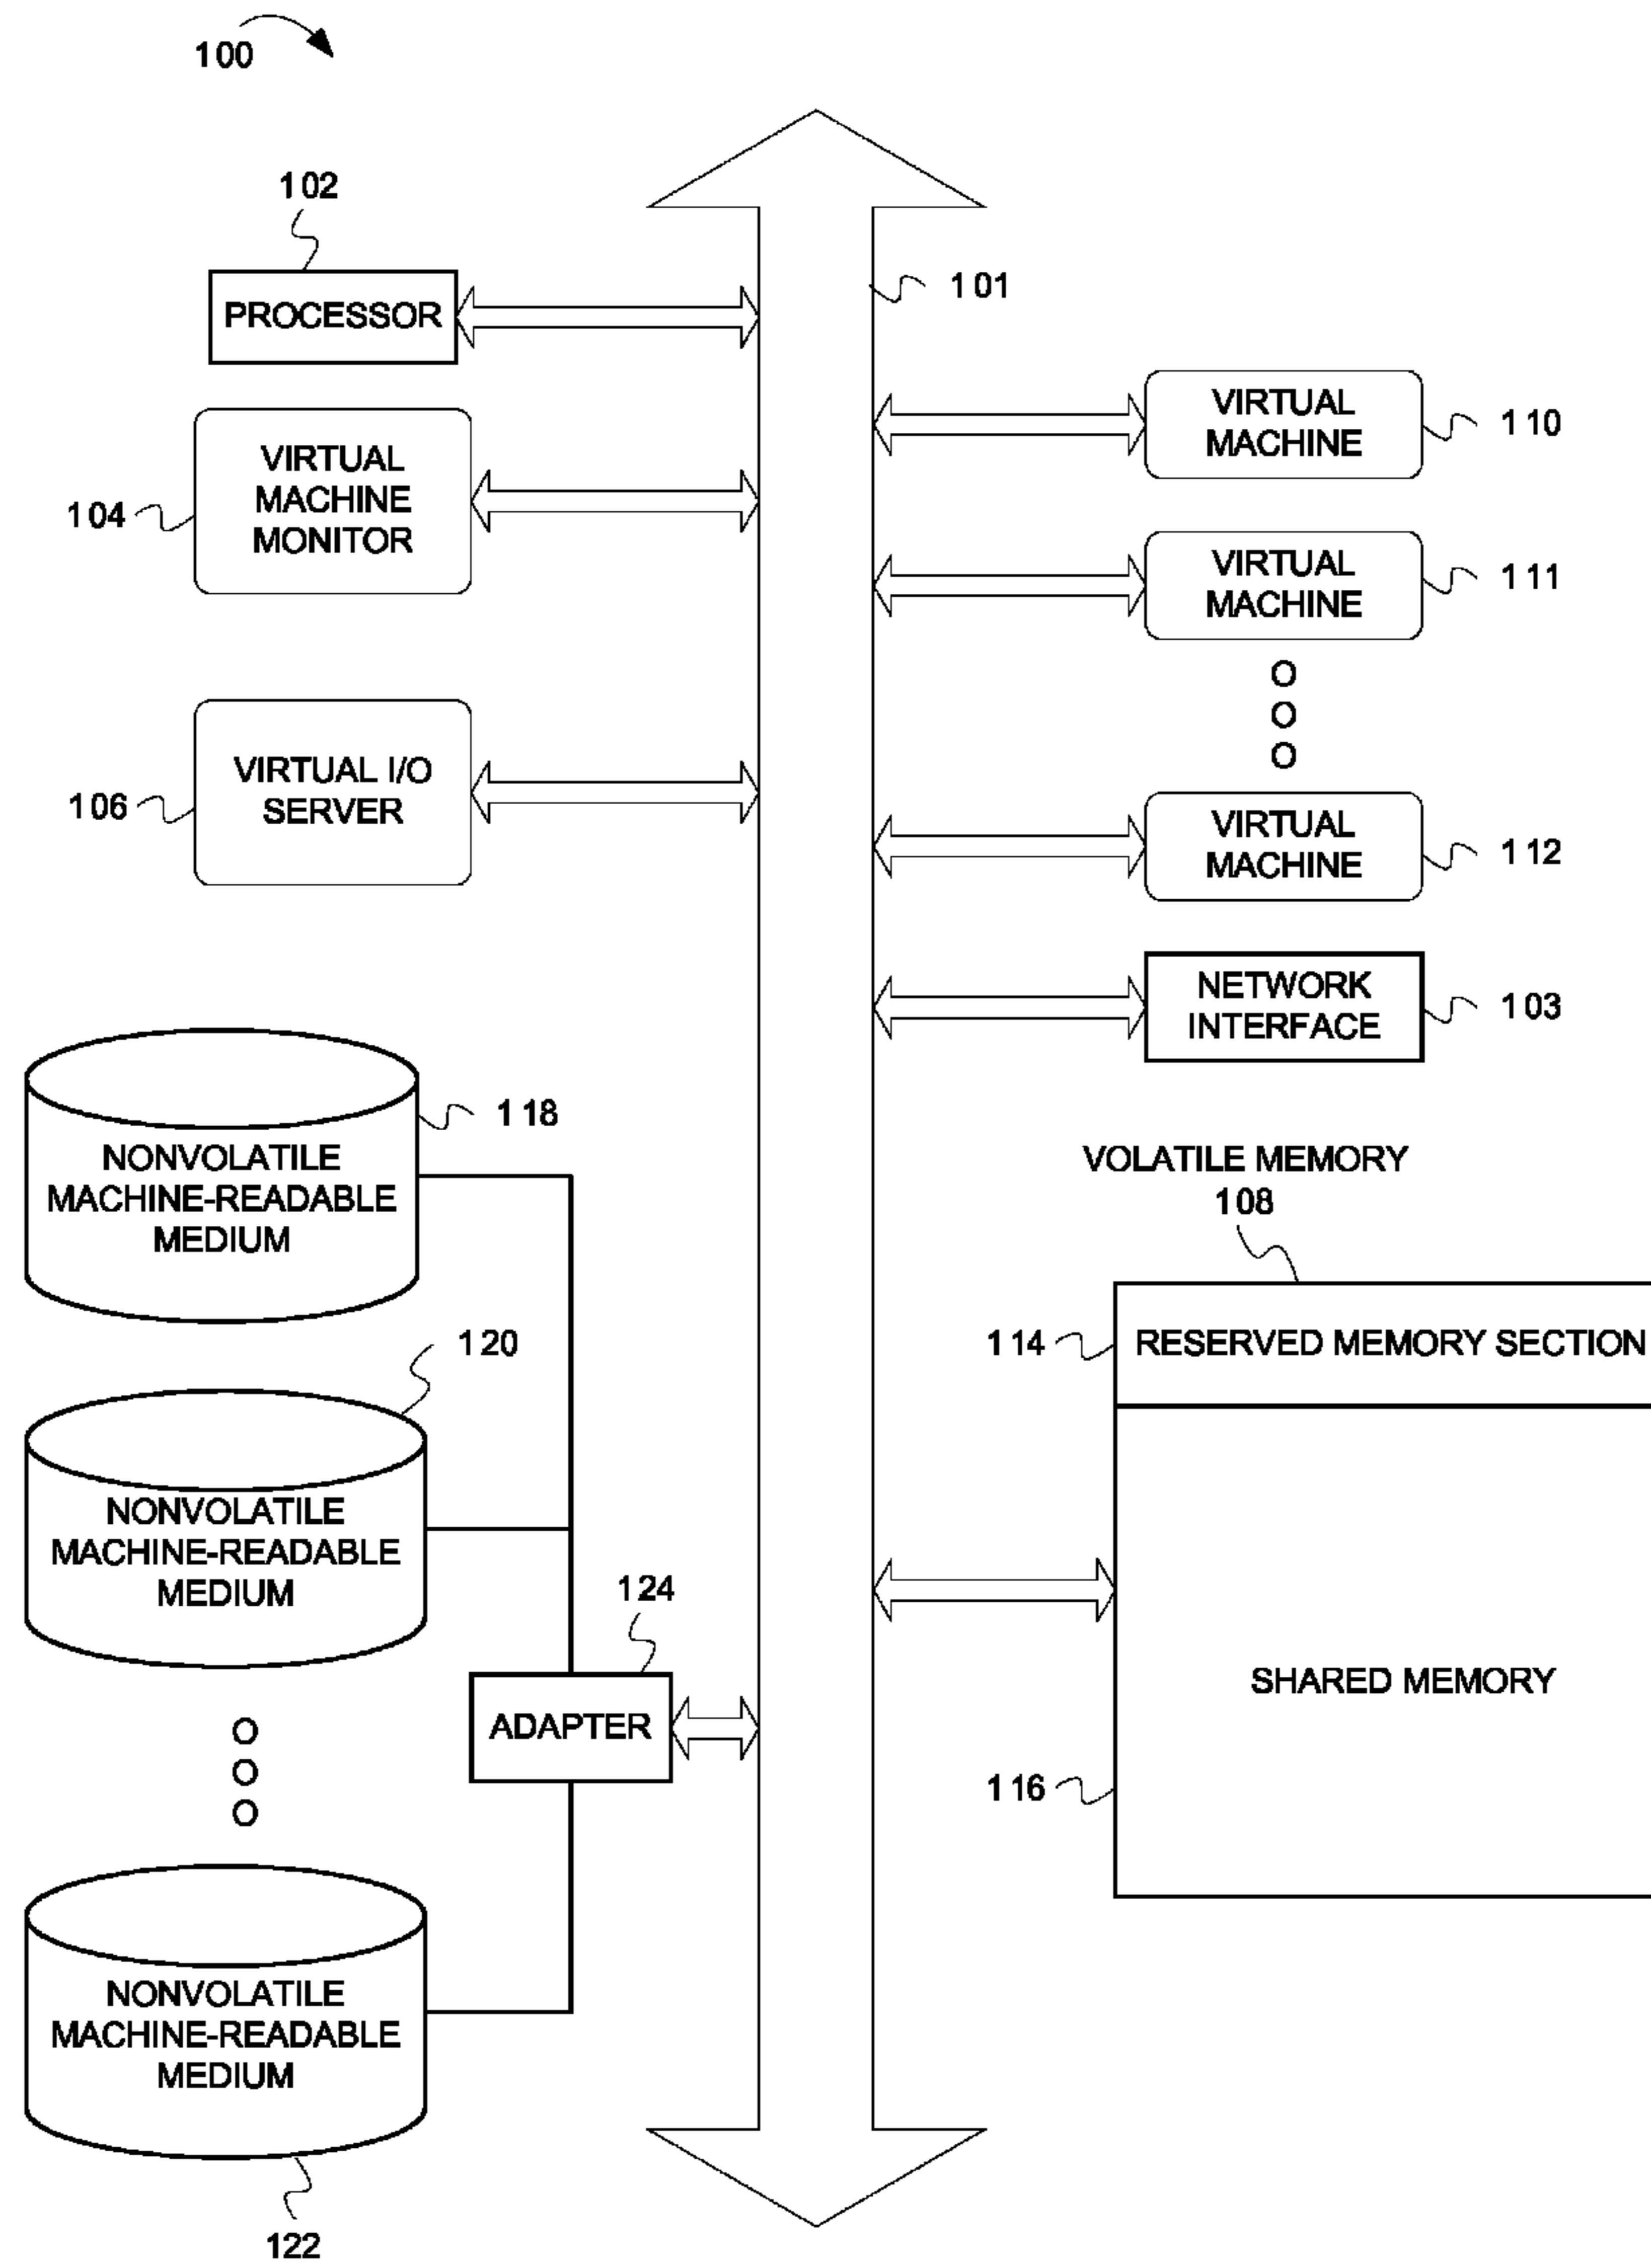 100
102
PROCESSOR
101
VIRTUAL
MACHINE
MONITOR
104
VIRTUAL
MACHINE
110
VIRTUAL
MACHINE
111
O
O
O
VIRTUAL I/O
SERVER
106
VIRTUAL
MACHINE
112
NETWORK
INTERFACE
103
118
NONVOLATILE
MACHINE-READABLE
MEDIUM
VOLATILE MEMORY
108
114
RESERVED MEMORY SECTION
120
NONVOLATILE
MACHINE-READABLE
MEDIUM
124
ADAPTER
SHARED MEMORY
116
O
O
O
NONVOLATILE
MACHINE-READABLE
MEDIUM
122